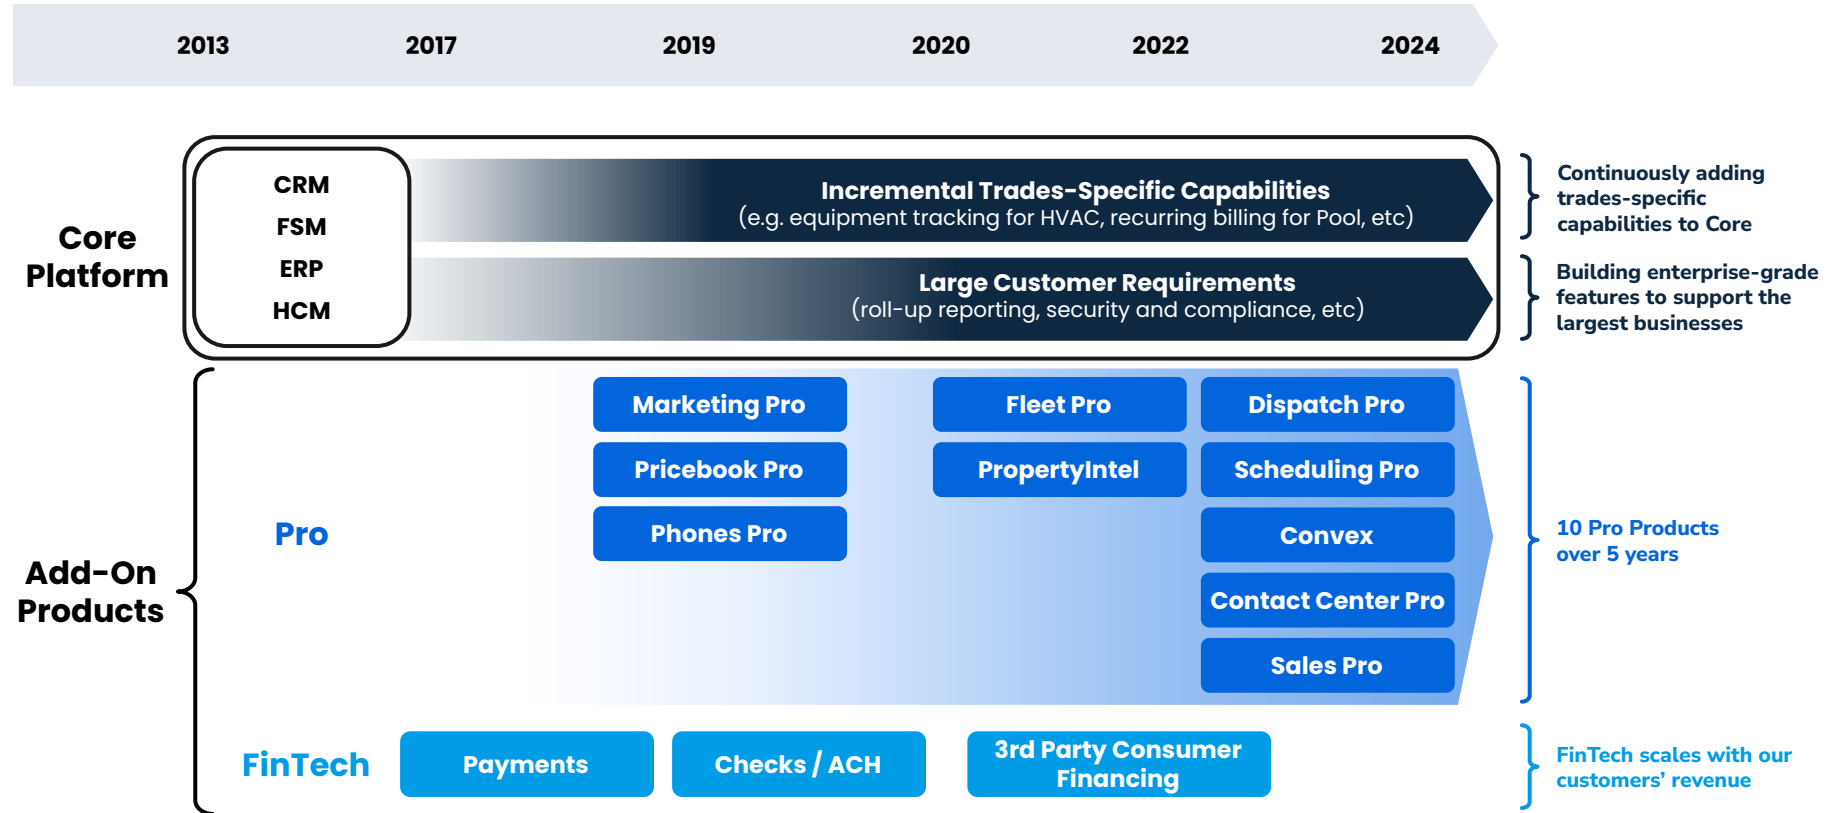 2013 2017 2019 2020 2022 2024
Core
Platform
CRM
FSM
ERP
HCM
Incremental Trades-Specific Capabilities
(e.g. equipment tracking for HVAC, recurring billing for Pool, etc)
Large Customer Requirements
(roll-up reporting, security and compliance, etc)
Continuously adding
trades-specific
capabilities to Core
Building enterprise-grade
features to support the
largest businesses
Add-On
Products
Pro
Marketing Pro
Pricebook Pro
Phones Pro
Fleet Pro
PropertyIntel
Dispatch Pro
Scheduling Pro
Convex
Contact Center Pro
Sales Pro
10 Pro Products
over 5 years
FinTech
Payments
Checks / ACH
3rd Party Consumer
Financing
FinTech scales with our
customers’ revenue